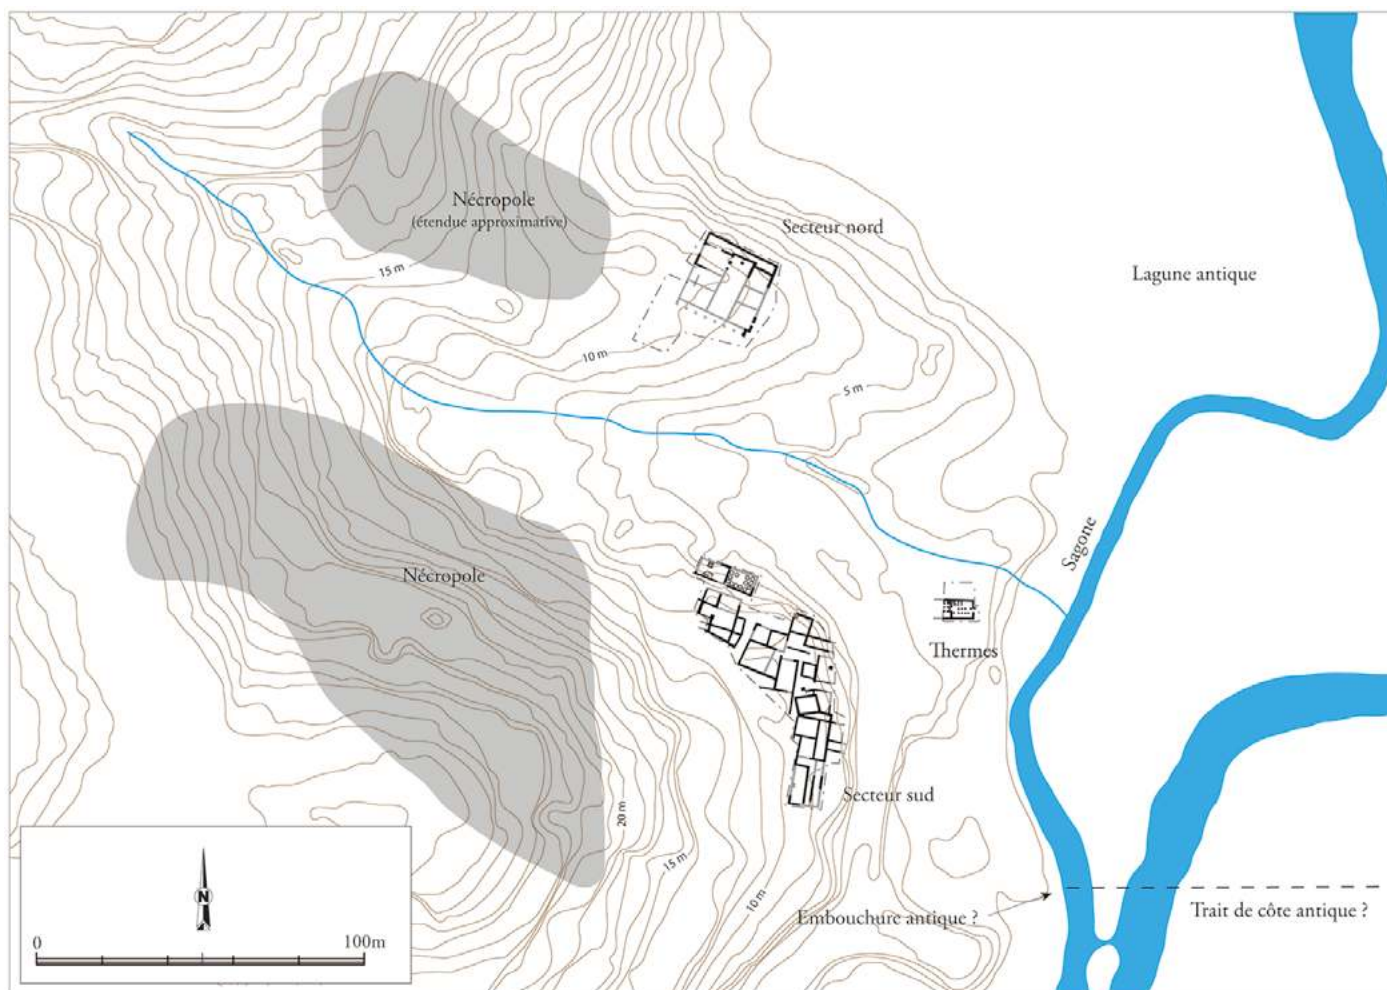 Nécropole
(étendue approximative)
Secteur nord
Lagune antique
15 m
10 m
5 m
Sagone
Nécropole
Thermes
Secteur sud
20 m
15 m
10 m
Embouchure antique ?
Trait de côte antique ?
N
0 100m